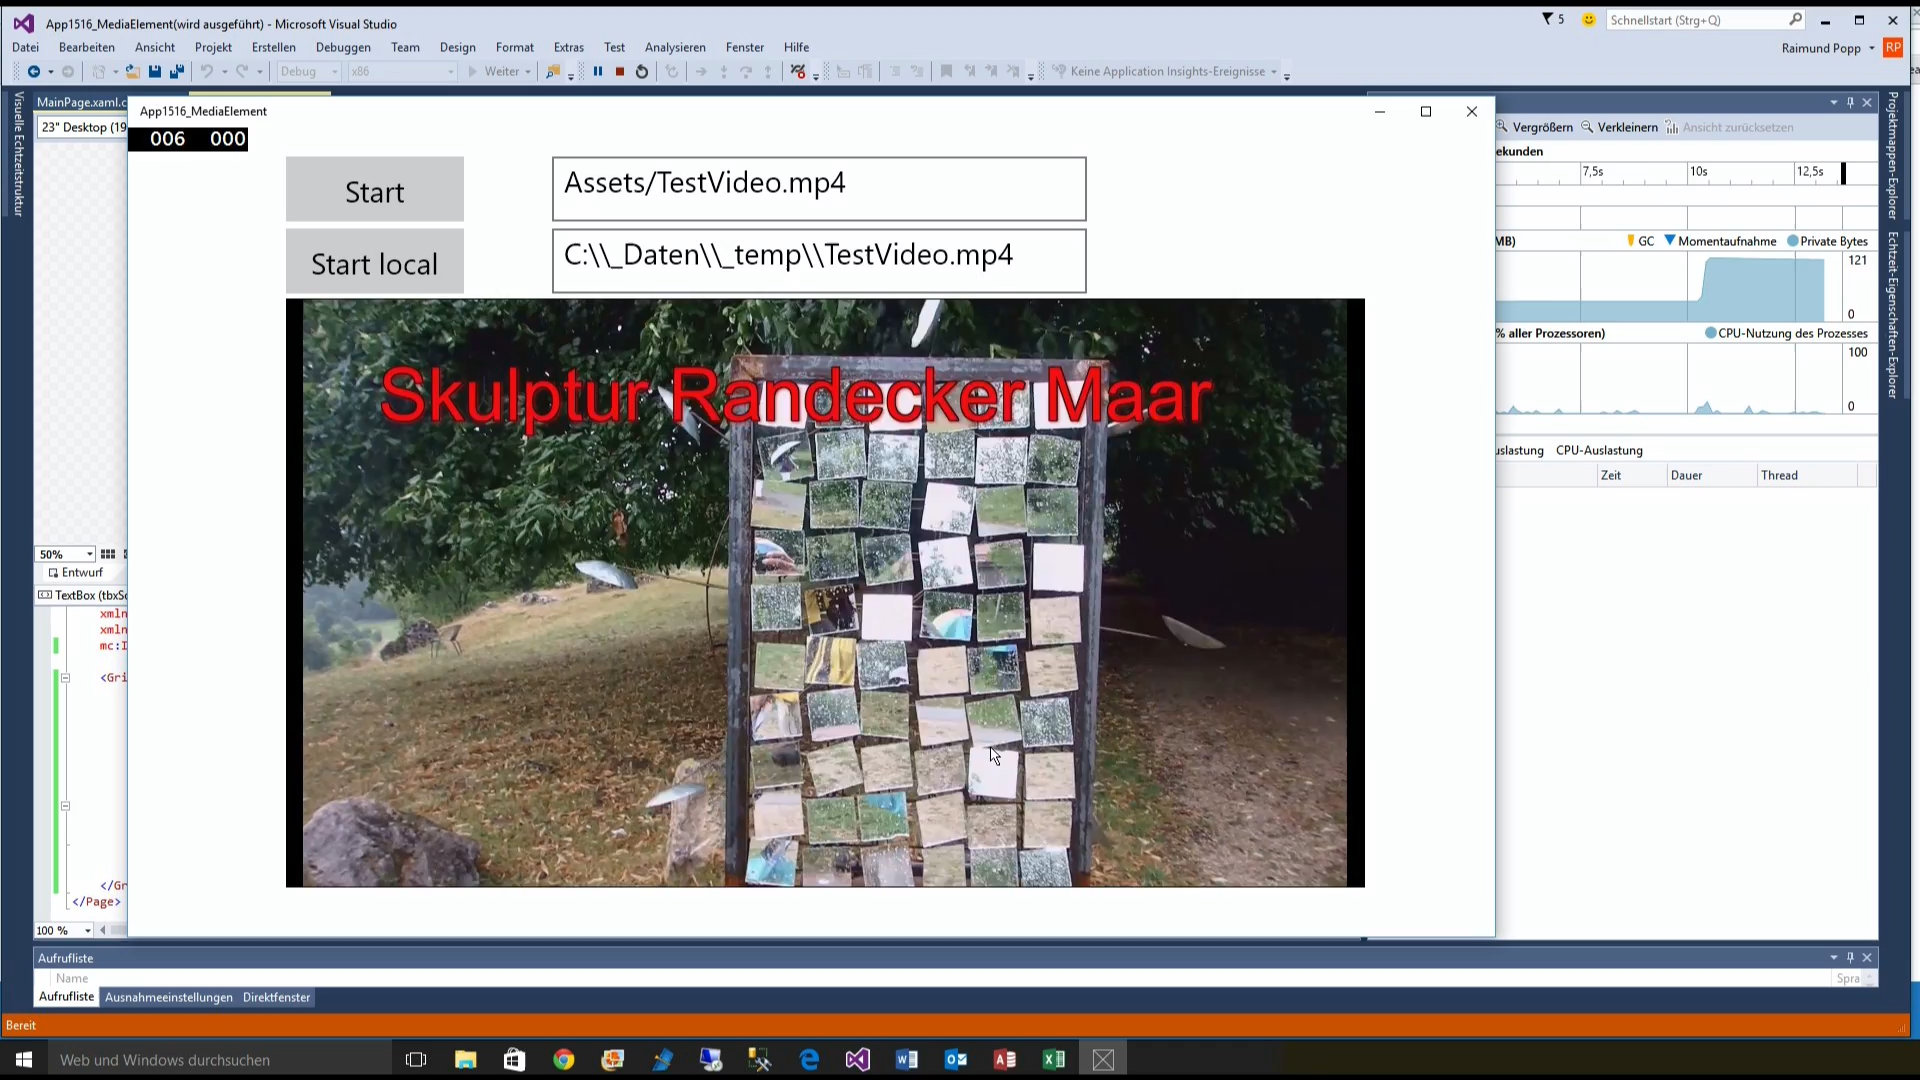 App1516_MediaElement(wird ausgeführt) - Microsoft Visual Studio
5
Schnellstart (Strg+Q)
Datei Bearbeiten Ansicht Projekt Erstellen Debuggen Team Design Format Extras Test Analysieren Fenster Hilfe
Raimund Popp RP
Debug x86 Weiter Keine Application Insights-Ereignisse
Visuelle Echtzeitstruktur
MainPage.xaml.c
23" Desktop (19
App1516_MediaElement
006 000
Start
Assets/TestVideo.mp4
Start local
C:\\_Daten\\_temp\\TestVideo.mp4
Skulptur Randecker Maar
Vergrößern Verkleinern Ansicht zurücksetzen
ekunden
7,5s 10s 12,5s
MB) GC Momentaufnahme Private Bytes
121
0
% aller Prozessoren) CPU-Nutzung des Prozesses
100
0
uslastung CPU-Auslastung
Zeit Dauer Thread
Projektmappen-Explorer
Echtzeit-Eigenschaften-Explorer
50%
Entwurf
TextBox (tbxSo
xmln
xmln
mc:I
<Gri
</Gr
</Page>
100 %
Aufrufliste
Name Spra
Aufrufliste Ausnahmeeinstellungen Direktfenster
Bereit
Web und Windows durchsuchen